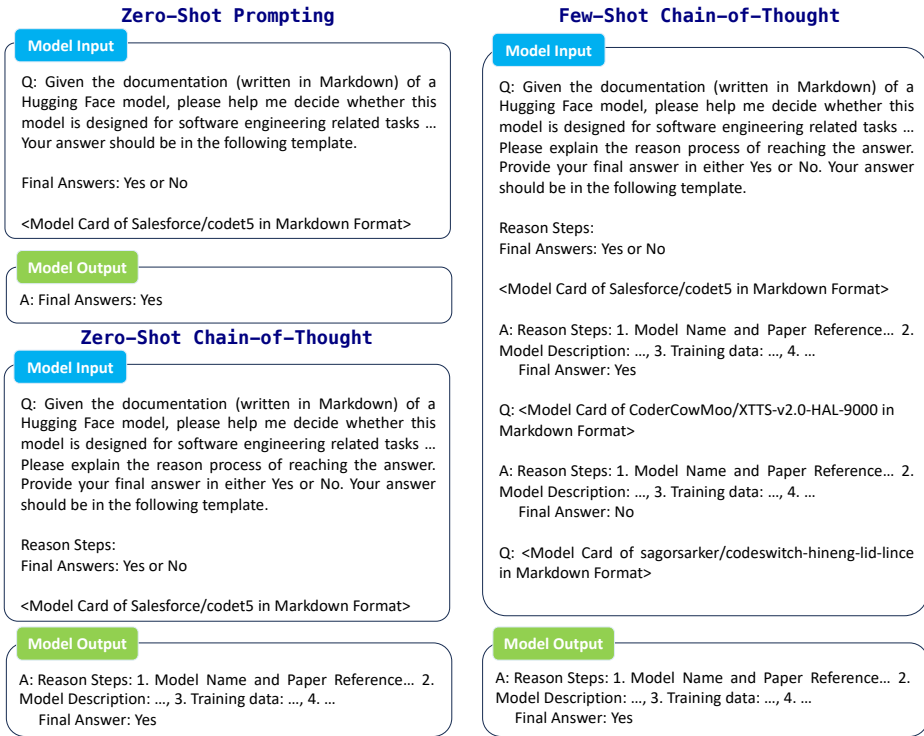 Zero-Shot Prompting
Model Input
Q: Given the documentation (written in Markdown) of a
Hugging Face model, please help me decide whether this
model is designed for software engineering related tasks …
Your answer should be in the following template.
Final Answers: Yes or No
<Model Card of Salesforce/codet5 in Markdown Format>
Model Output
A: Final Answers: Yes
Zero-Shot Chain-of-Thought
Model Input
Q: Given the documentation (written in Markdown) of a
Hugging Face model, please help me decide whether this
model is designed for software engineering related tasks …
Please explain the reason process of reaching the answer.
Provide your final answer in either Yes or No. Your answer
should be in the following template.
Reason Steps:
Final Answers: Yes or No
<Model Card of Salesforce/codet5 in Markdown Format>
Model Output
A: Reason Steps: 1. Model Name and Paper Reference… 2.
Model Description: …, 3. Training data: …, 4. …
Final Answer: Yes
Few-Shot Chain-of-Thought
Model Input
Q: Given the documentation (written in Markdown) of a
Hugging Face model, please help me decide whether this
model is designed for software engineering related tasks …
Please explain the reason process of reaching the answer.
Provide your final answer in either Yes or No. Your answer
should be in the following template.
Reason Steps:
Final Answers: Yes or No
<Model Card of Salesforce/codet5 in Markdown Format>
A: Reason Steps: 1. Model Name and Paper Reference… 2.
Model Description: …, 3. Training data: …, 4. …
Final Answer: Yes
Q: <Model Card of CoderCowMoo/XTTS-v2.0-HAL-9000 in
Markdown Format>
A: Reason Steps: 1. Model Name and Paper Reference… 2.
Model Description: …, 3. Training data: …, 4. …
Final Answer: No
Q: <Model Card of sagorsarker/codeswitch-hineng-lid-lince
in Markdown Format>
Model Output
A: Reason Steps: 1. Model Name and Paper Reference… 2.
Model Description: …, 3. Training data: …, 4. …
Final Answer: Yes